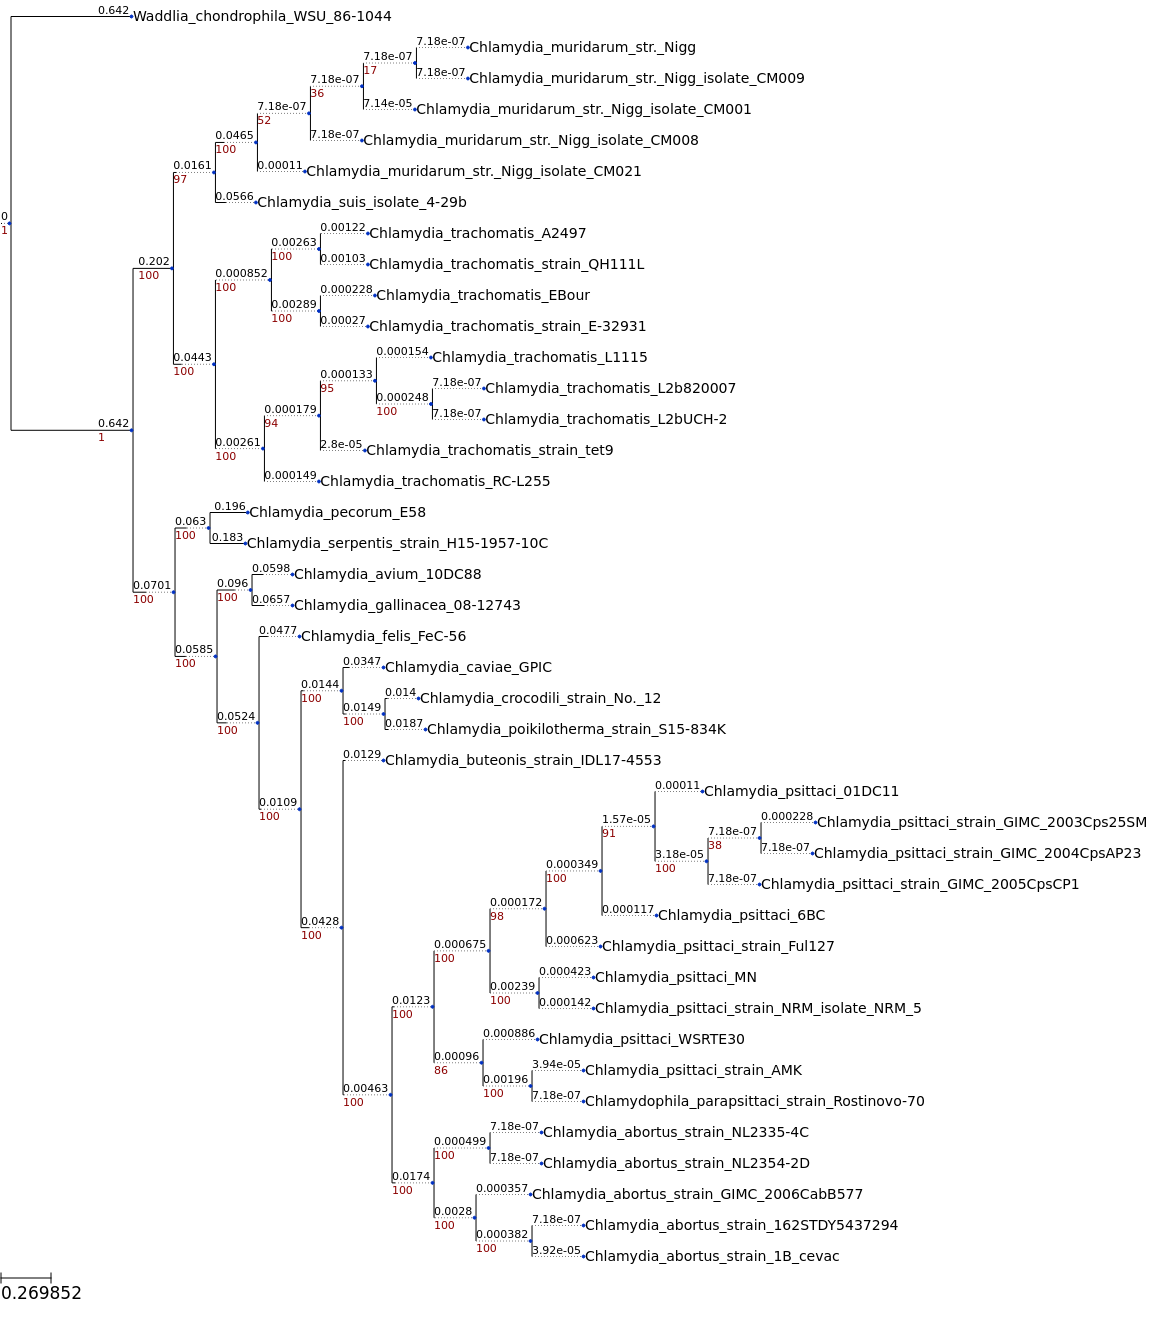 0.642 Waddlia_chondrophila_WSU_86-1044
7.18e-07 Chlamydia_muridarum_str._Nigg
7.18e-07
17
7.18e-07 Chlamydia_muridarum_str._Nigg_isolate_CM009
7.18e-07
36
7.14e-05 Chlamydia_muridarum_str._Nigg_isolate_CM001
7.18e-07
52
7.18e-07 Chlamydia_muridarum_str._Nigg_isolate_CM008
0.0465
100
0.0161
97
0.00011 Chlamydia_muridarum_str._Nigg_isolate_CM021
0.0566 Chlamydia_suis_isolate_4-29b
0
1
0.00122 Chlamydia_trachomatis_A2497
0.00263
100
0.00103 Chlamydia_trachomatis_strain_QH111L
0.202
100
0.000852
100
0.000228 Chlamydia_trachomatis_EBour
0.00289
100
0.00027 Chlamydia_trachomatis_strain_E-32931
0.0443
100
0.000154 Chlamydia_trachomatis_L1115
0.000133
95
7.18e-07 Chlamydia_trachomatis_L2b820007
0.000248
100
7.18e-07 Chlamydia_trachomatis_L2bUCH-2
0.000179
94
2.8e-05 Chlamydia_trachomatis_strain_tet9
0.642
1
0.00261
100
0.000149 Chlamydia_trachomatis_RC-L255
0.196 Chlamydia_pecorum_E58
0.063
100
0.183 Chlamydia_serpentis_strain_H15-1957-10C
0.0598 Chlamydia_avium_10DC88
0.0701
100
0.096
100
0.0657 Chlamydia_gallinacea_08-12743
0.0477 Chlamydia_felis_FeC-56
0.0585
100
0.0347 Chlamydia_caviae_GPIC
0.0144
100
0.014 Chlamydia_crocodili_strain_No._12
0.0149
100
0.0187 Chlamydia_poikilotherma_strain_S15-834K
0.0524
100
0.0129 Chlamydia_buteonis_strain_IDL17-4553
0.00011 Chlamydia_psittaci_01DC11
0.0109
100
1.57e-05
91
0.000228 Chlamydia_psittaci_strain_GIMC_2003Cps25SM
7.18e-07
38
7.18e-07 Chlamydia_psittaci_strain_GIMC_2004CpsAP23
3.18e-05
100
7.18e-07 Chlamydia_psittaci_strain_GIMC_2005CpsCP1
0.000349
100
0.000117 Chlamydia_psittaci_6BC
0.000172
98
0.0428
100
0.000623 Chlamydia_psittaci_strain_Ful127
0.000675
100
0.000423 Chlamydia_psittaci_MN
0.00239
100
0.000142 Chlamydia_psittaci_strain_NRM_isolate_NRM_5
0.0123
100
0.000886 Chlamydia_psittaci_WSRTE30
0.00096
86
3.94e-05 Chlamydia_psittaci_strain_AMK
0.00196
100
7.18e-07 Chlamydophila_parapsittaci_strain_Rostinovo-70
0.00463
100
7.18e-07 Chlamydia_abortus_strain_NL2335-4C
0.000499
100
7.18e-07 Chlamydia_abortus_strain_NL2354-2D
0.0174
100
0.000357 Chlamydia_abortus_strain_GIMC_2006CabB577
0.0028
100
7.18e-07 Chlamydia_abortus_strain_162STDY5437294
0.000382
100
3.92e-05 Chlamydia_abortus_strain_1B_cevac
0.269852